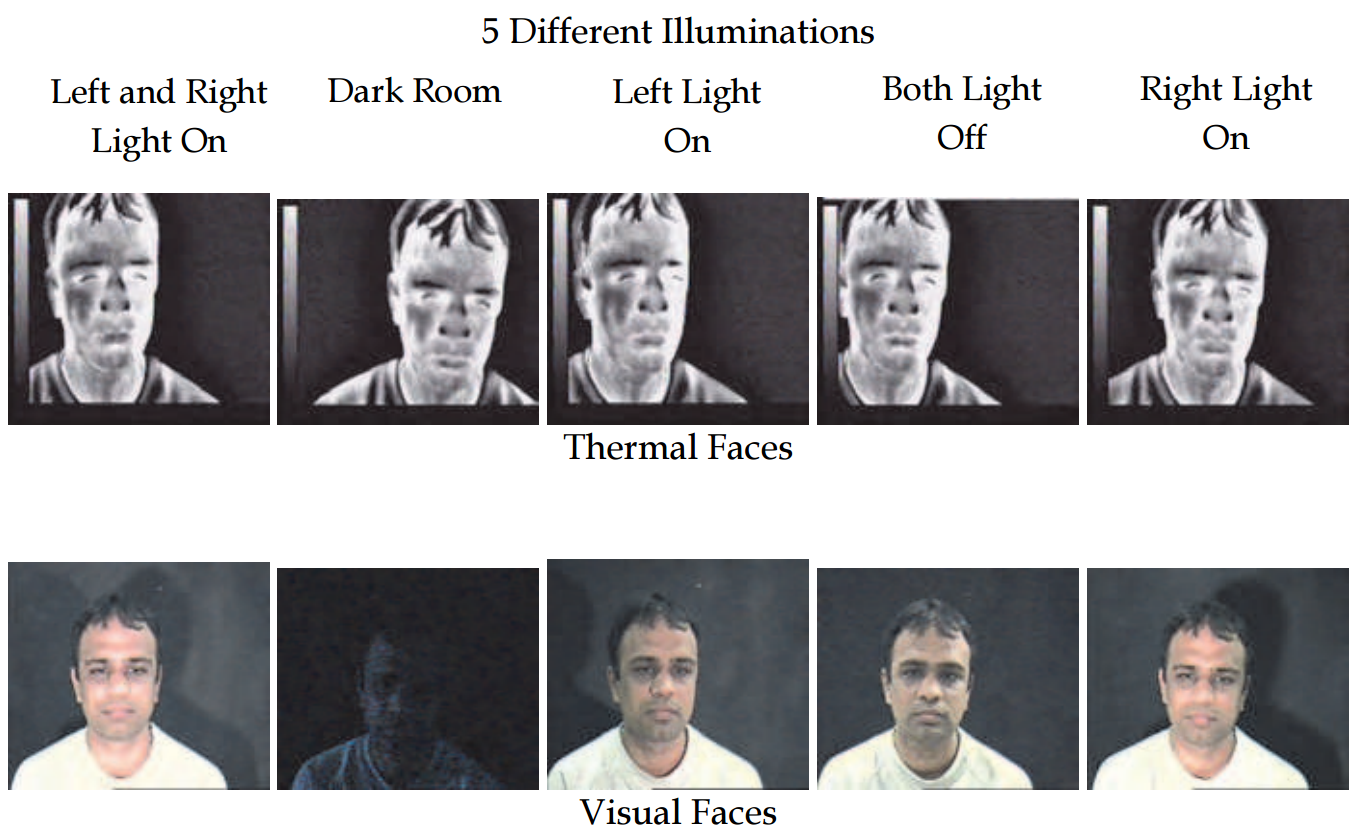 5 Different Illuminations
Left and Right
Light On
Dark Room
Left Light
On
Both Light
Off
Right Light
On
Thermal Faces
Visual Faces